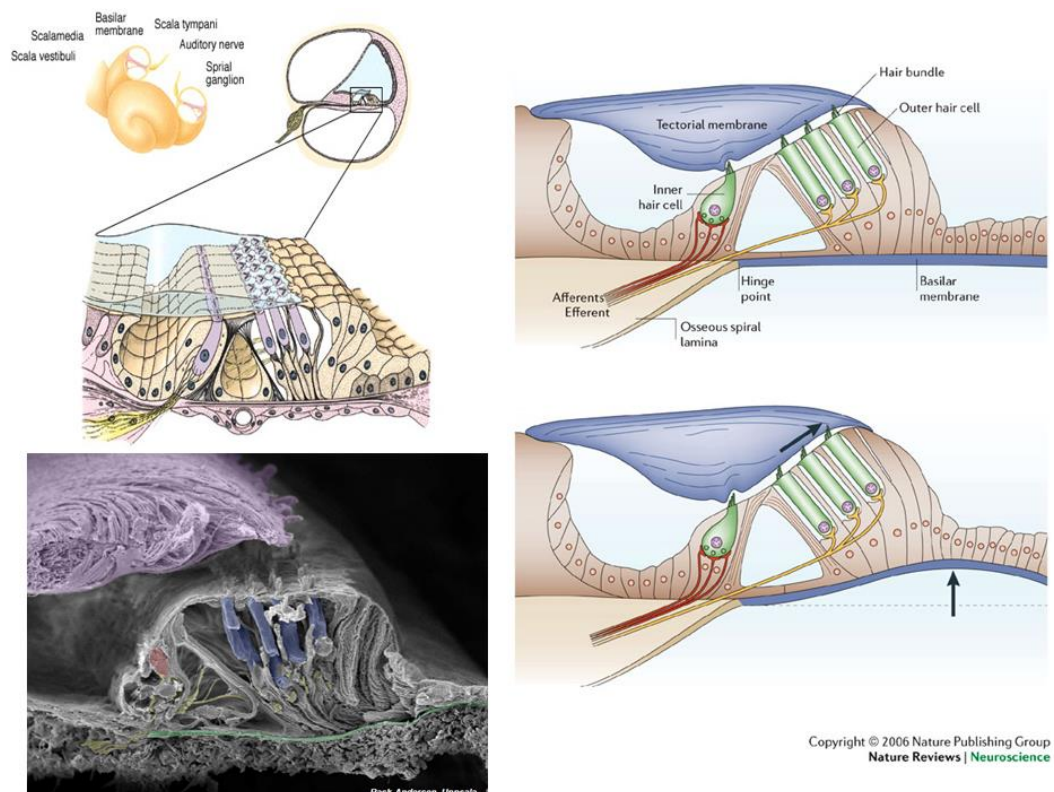 Scalamedia
Basilar
membrane
Scala tympani
Scala vestibuli
Auditory nerve
Sprial
ganglion
Hair bundle
Outer hair cell
Tectorial membrane
Inner
hair cell
Hinge
point
Basilar
membrane
Afferents
Efferent
Osseous spiral
lamina
Copyright © 2006 Nature Publishing Group
Nature Reviews | Neuroscience